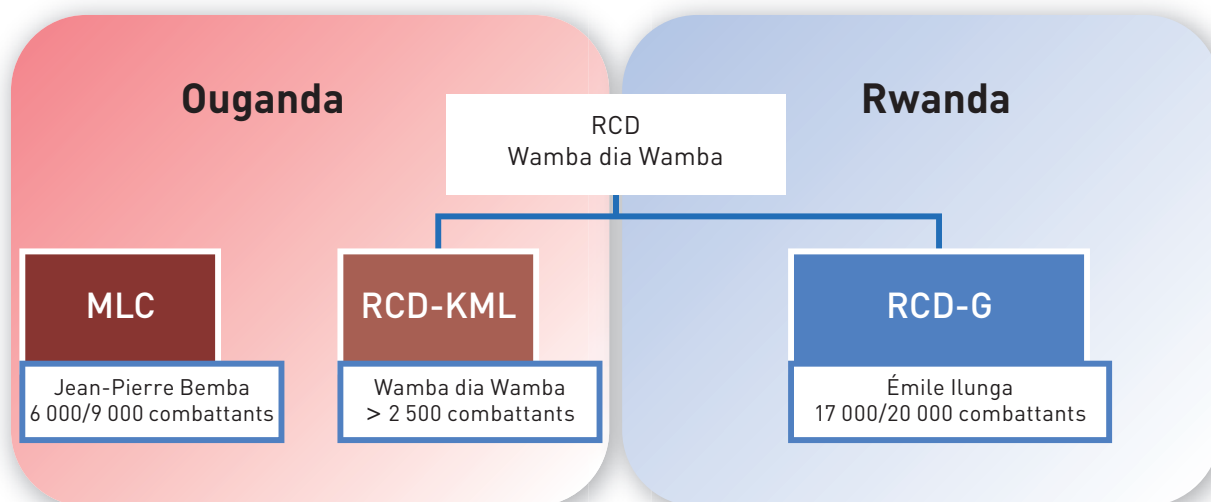 Ouganda
Rwanda
RCD
Wamba dia Wamba
MLC
RCD-KML
RCD-G
Jean-Pierre Bemba
6 000/9 000 combattants
Wamba dia Wamba
> 2 500 combattants
Émile Ilunga
17 000/20 000 combattants